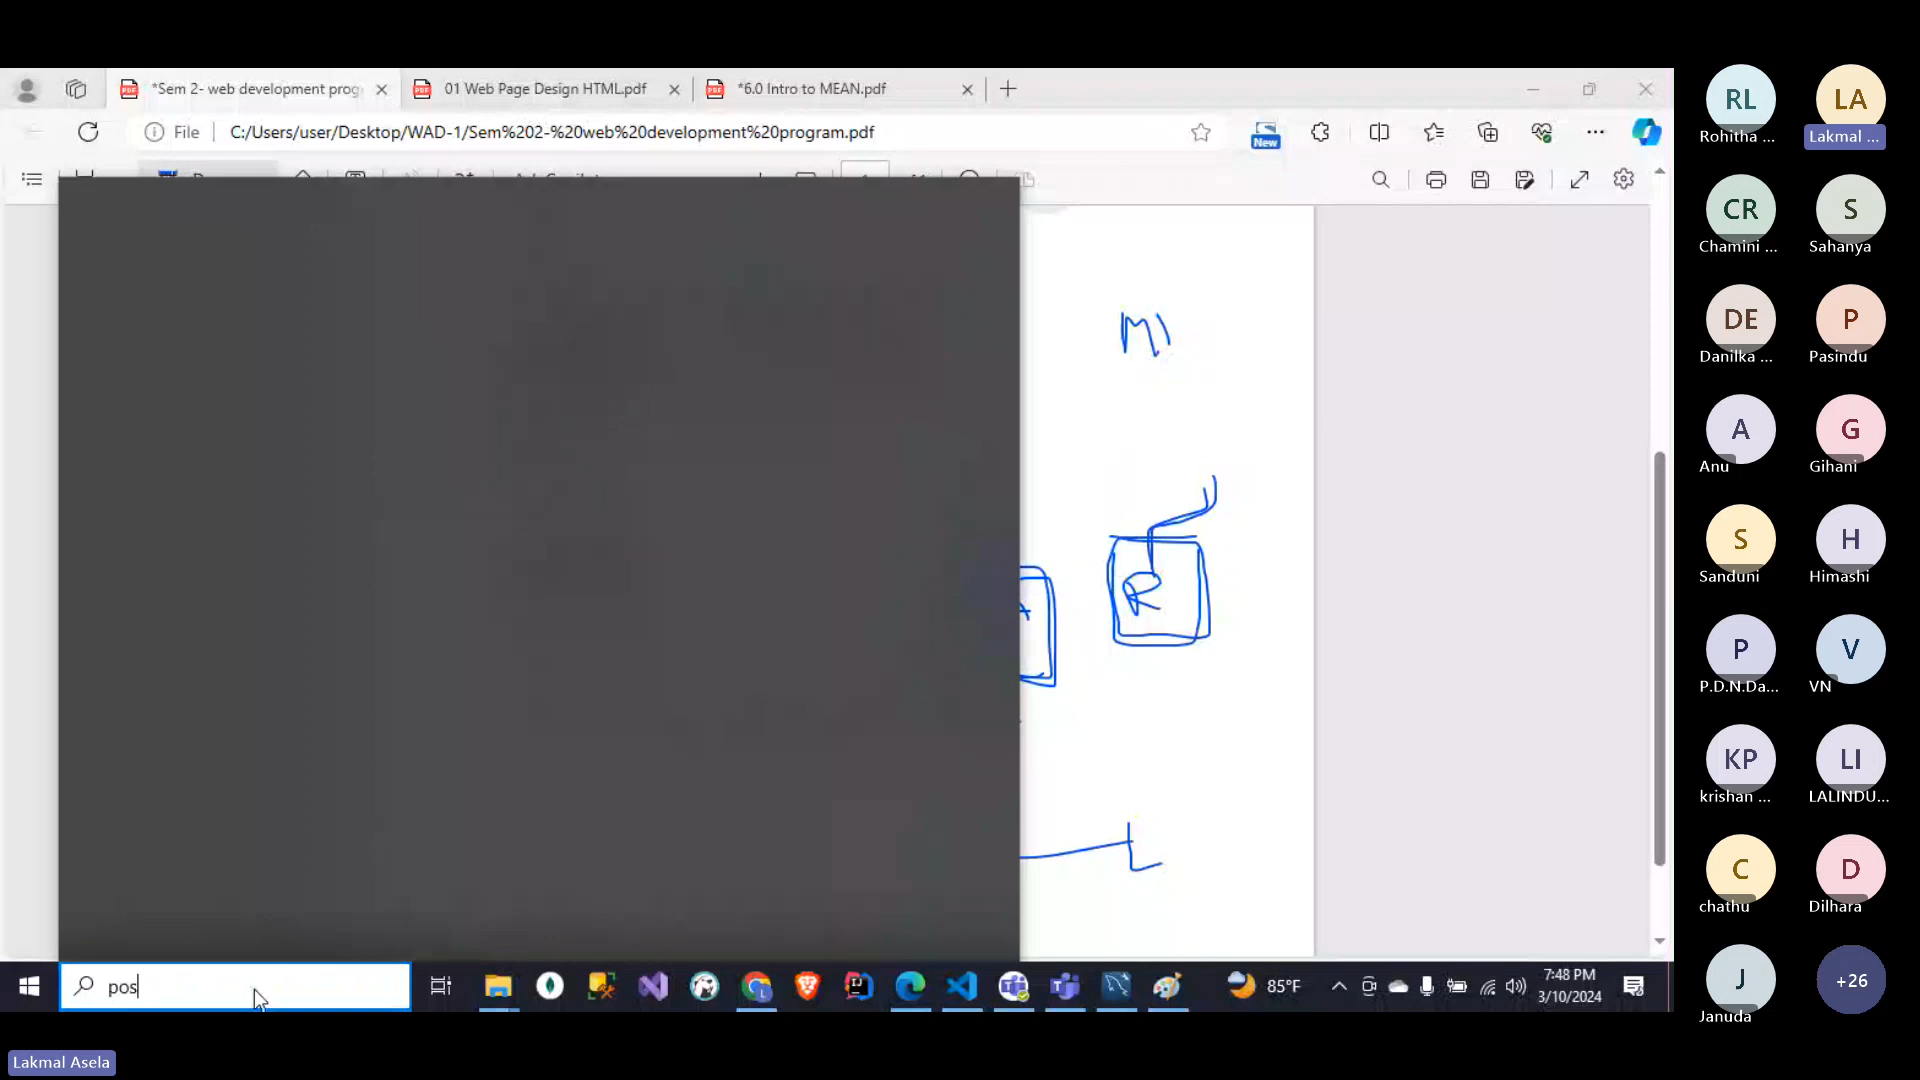 *Sem 2- web development prog
01 Web Page Design HTML.pdf
*6.0 Intro to MEAN.pdf
File
C:/Users/user/Desktop/WAD-1/Sem%202-%20web%20development%20program.pdf
New
R
L
pos
85°F
7:48 PM
3/10/2024
RL
Rohitha ...
LA
Lakmal ...
CR
Chamini ...
S
Sahanya
DE
Danilka ...
P
Pasindu
A
Anu
G
Gihani
S
Sanduni
H
Himashi
P
P.D.N.Da...
V
VN
KP
krishan ...
LI
LALINDU...
C
chathu
D
Dilhara
J
Januda
+26
Lakmal Asela